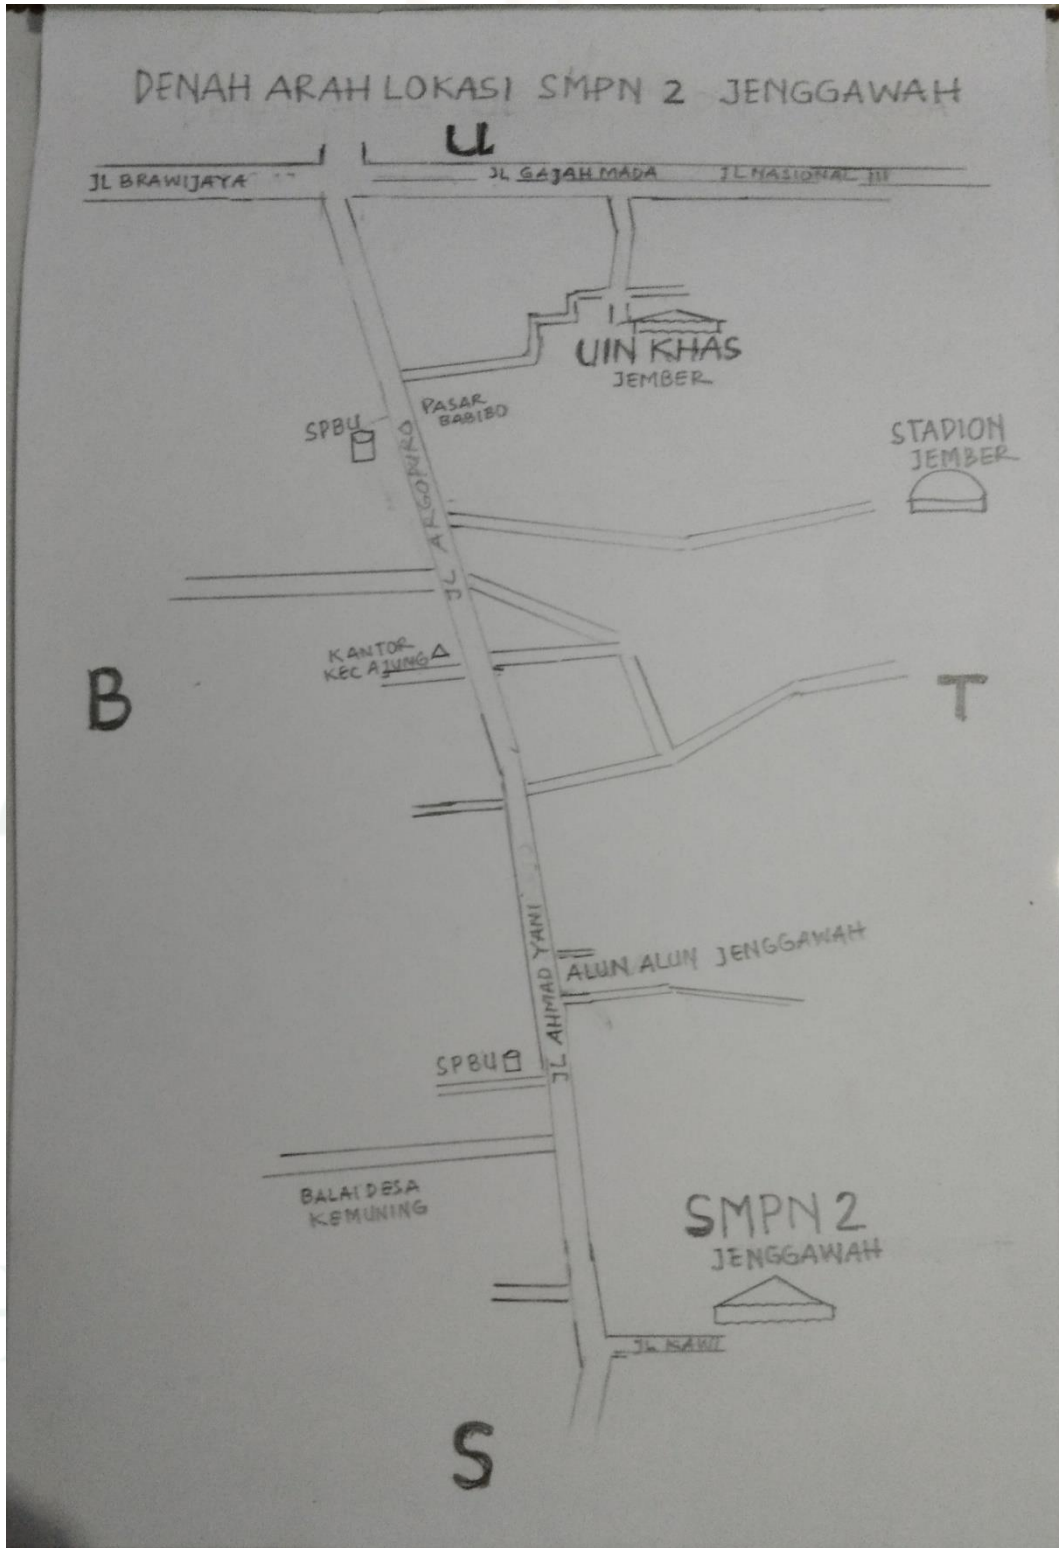 DENAH ARAH LOKASI SMPN 2 JENGGAWAH
U
JL BRAWIJAYA
JL GAJAH MADA
JL NASIONAL III
UIN KHAS
JEMBER
PASAR
BABIBO
SPBU
STADION
JEMBER
JL ARGOPURO
KANTOR
KEC AJUNG
B
T
JL AHMAD YANI
ALUN ALUN JENGGAWAH
SPBU
BALAI DESA
KEMUNING
SMPN 2
JENGGAWAH
JL KAWI
S